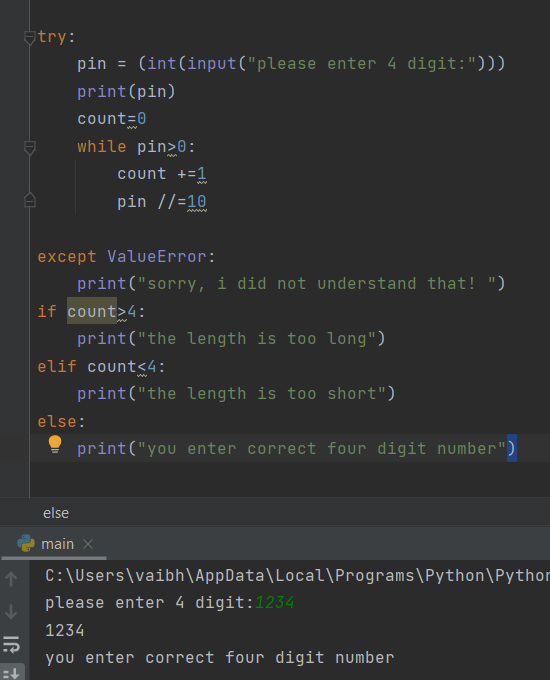 try:
pin = (int(input("please enter 4 digit:")))
print(pin)
count=0
while pin>0:
count +=1
pin //=10
except ValueError:
print("sorry, i did not understand that! ")
if count>4:
print("the length is too long")
elif count<4:
print("the length is too short")
else:
print("you enter correct four digit number")
else
main
C:\Users\vaibh\AppData\Local\Programs\Python\Python
please enter 4 digit:1234
1234
you enter correct four digit number